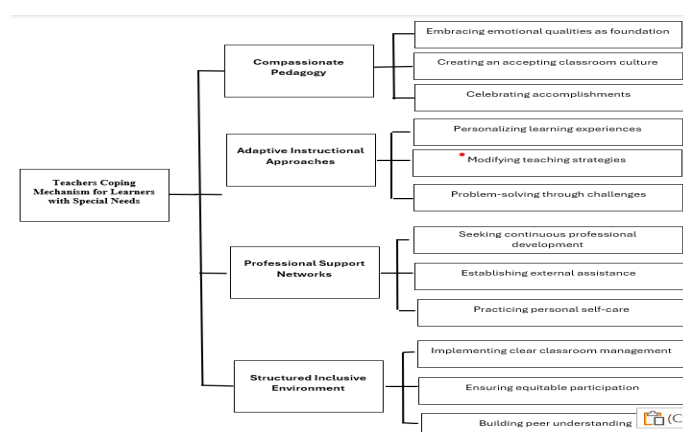 Embracing emotional qualities as foundation
Compassionate
Pedagogy
Creating an accepting classroom culture
Celebrating accomplishments
Personalizing learning experiences
Adaptive Instructional
Approaches
Modifying teaching strategies
Problem-solving through challenges
Teachers Coping
Mechanism for Learners
with Special Needs
Seeking continuous professional
development
Professional Support
Networks
Establishing external assistance
Practicing personal self-care
Implementing clear classroom management
Structured Inclusive
Environment
Ensuring equitable participation
Building peer understanding
(C